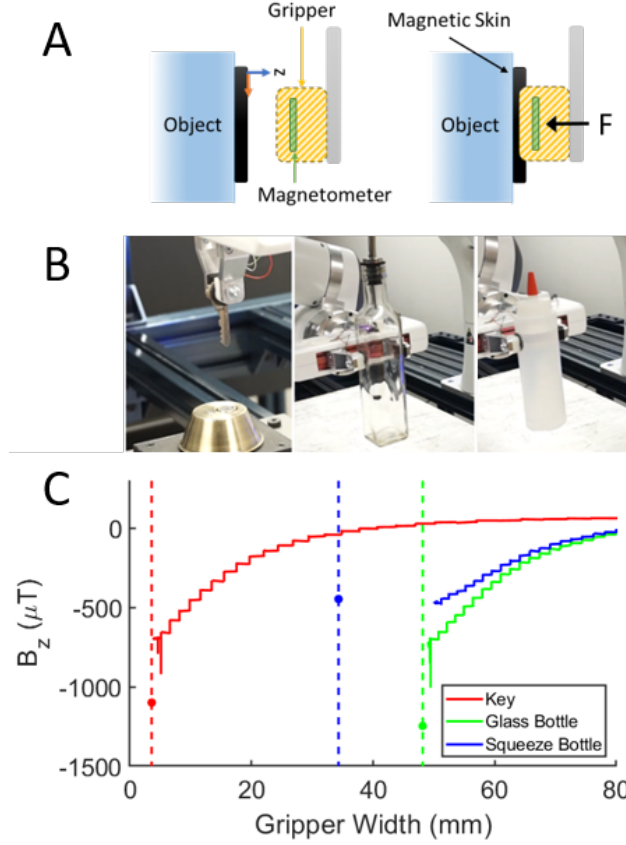 A
Gripper
Magnetic Skin
z
Object
Object
F
Magnetometer
B
C
0
-500
-1000
-1500
B_z (μT)
Key
Glass Bottle
Squeeze Bottle
0 20 40 60 80
Gripper Width (mm)